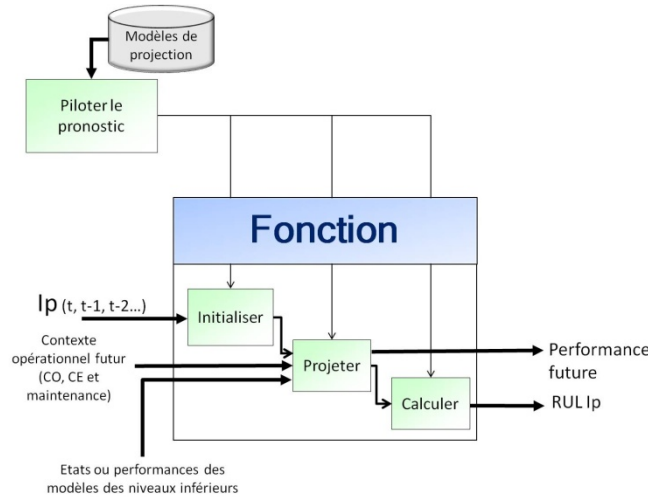 Modèles de
projection
Piloter le
pronostic
Fonction
Ip (t, t-1, t-2...)
Initialiser
Contexte
opérationnel futur
(CO, CE et
maintenance)
Projeter
Performance
future
Calculer
RUL Ip
Etats ou performances des
modèles des niveaux inférieurs